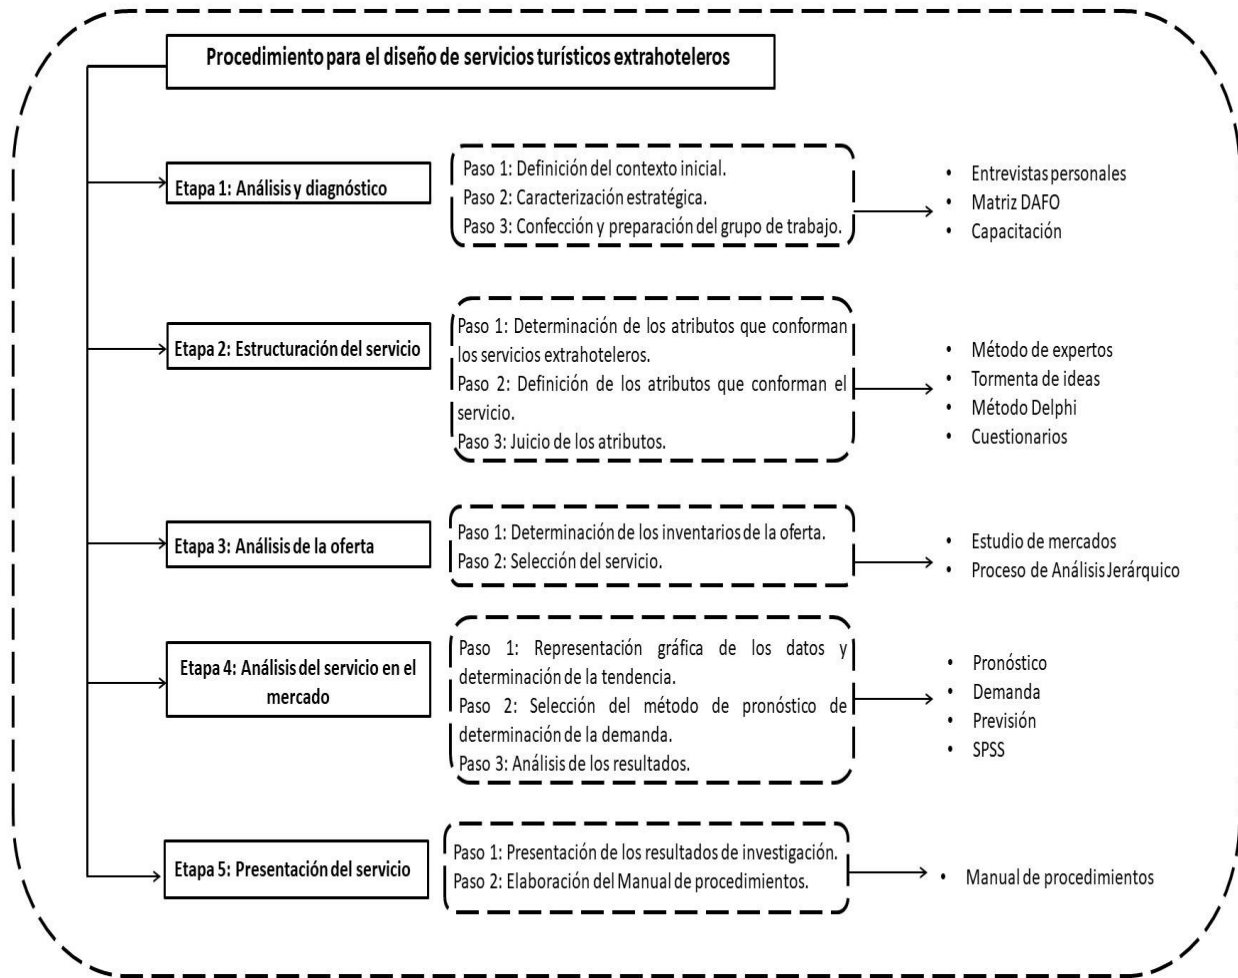 Procedimiento para el diseño de servicios turísticos extrahoteleros
Etapa 1: Análisis y diagnóstico
Paso 1: Definición del contexto inicial.
Paso 2: Caracterización estratégica.
Paso 3: Confección y preparación del grupo de trabajo.
• Entrevistas personales
• Matriz DAFO
• Capacitación
Etapa 2: Estructuración del servicio
Paso 1: Determinación de los atributos que conforman
los servicios extrahoteleros.
Paso 2: Definición de los atributos que conforman el
servicio.
Paso 3: Juicio de los atributos.
• Método de expertos
• Tormenta de ideas
• Método Delphi
• Cuestionarios
Etapa 3: Análisis de la oferta
Paso 1: Determinación de los inventarios de la oferta.
Paso 2: Selección del servicio.
• Estudio de mercados
• Proceso de Análisis Jerárquico
Etapa 4: Análisis del servicio en el
mercado
Paso 1: Representación gráfica de los datos y
determinación de la tendencia.
Paso 2: Selección del método de pronóstico de
determinación de la demanda.
Paso 3: Análisis de los resultados.
• Pronóstico
• Demanda
• Previsión
• SPSS
Etapa 5: Presentación del servicio
Paso 1: Presentación de los resultados de investigación.
Paso 2: Elaboración del Manual de procedimientos.
• Manual de procedimientos